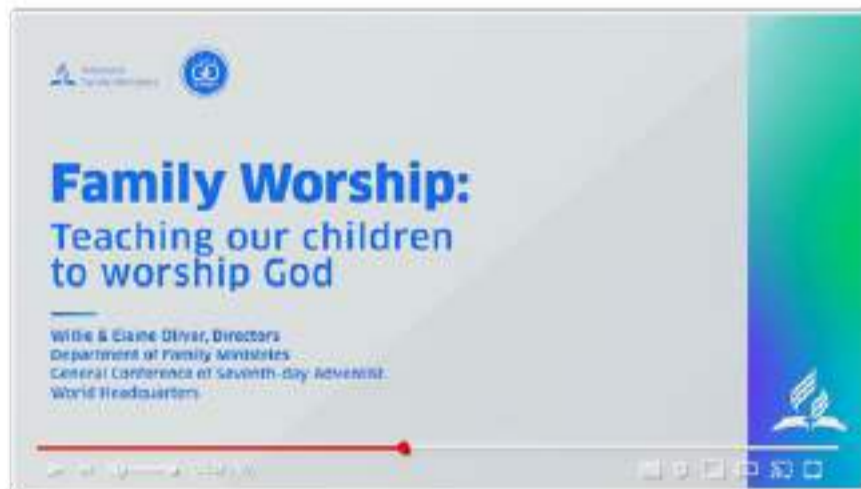 Family Worship:
Teaching our children
to worship God
Willie & Elaine Oliver, Directors
Department of Family Ministries
General Conference of Seventh-day Adventist
World Headquarters